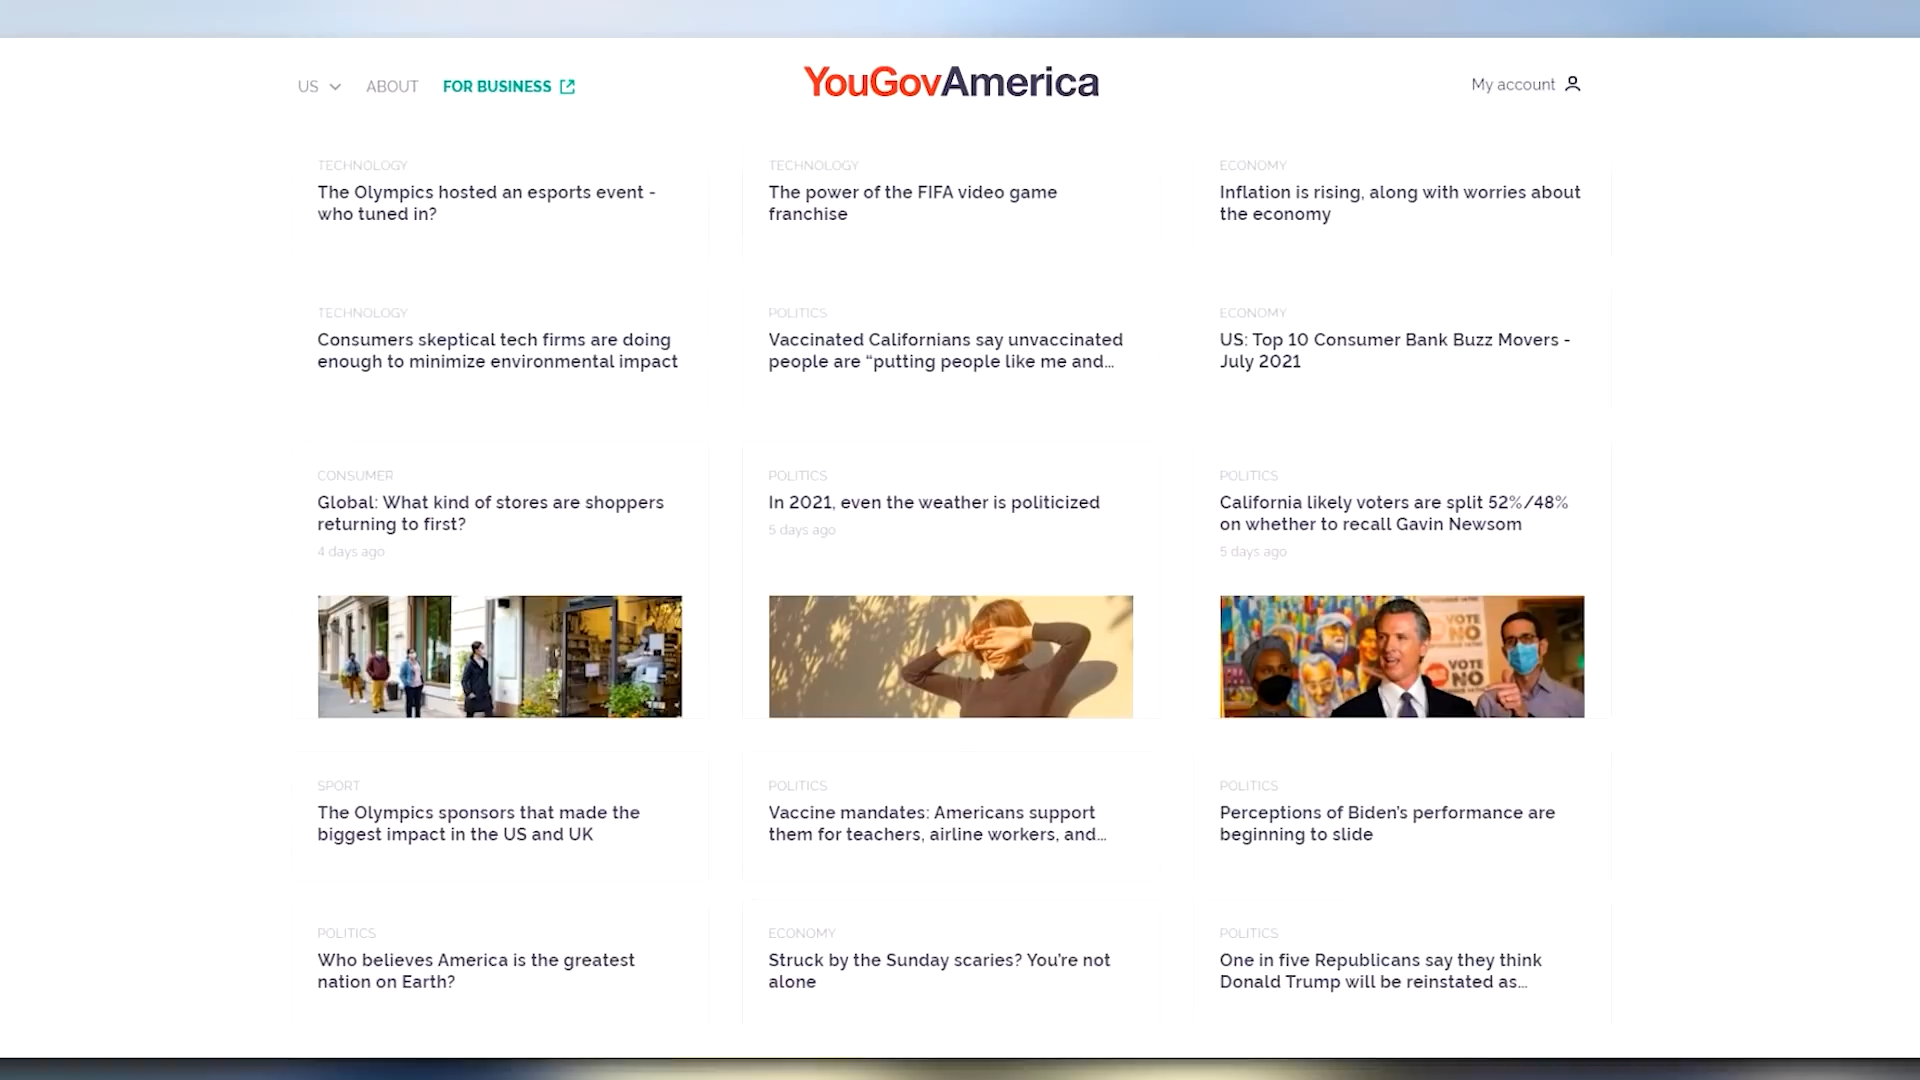 US ABOUT FOR BUSINESS YouGovAmerica My account
TECHNOLOGY
The Olympics hosted an esports event -
who tuned in?
TECHNOLOGY
The power of the FIFA video game
franchise
ECONOMY
Inflation is rising, along with worries about
the economy
TECHNOLOGY
Consumers skeptical tech firms are doing
enough to minimize environmental impact
POLITICS
Vaccinated Californians say unvaccinated
people are “putting people like me and...
ECONOMY
US: Top 10 Consumer Bank Buzz Movers -
July 2021
CONSUMER
Global: What kind of stores are shoppers
returning to first?
4 days ago
POLITICS
In 2021, even the weather is politicized
5 days ago
POLITICS
California likely voters are split 52%/48%
on whether to recall Gavin Newsom
5 days ago
VOTE
NO
VOTE
NO
SPORT
The Olympics sponsors that made the
biggest impact in the US and UK
POLITICS
Vaccine mandates: Americans support
them for teachers, airline workers, and...
POLITICS
Perceptions of Biden's performance are
beginning to slide
POLITICS
Who believes America is the greatest
nation on Earth?
ECONOMY
Struck by the Sunday scaries? You're not
alone
POLITICS
One in five Republicans say they think
Donald Trump will be reinstated as...